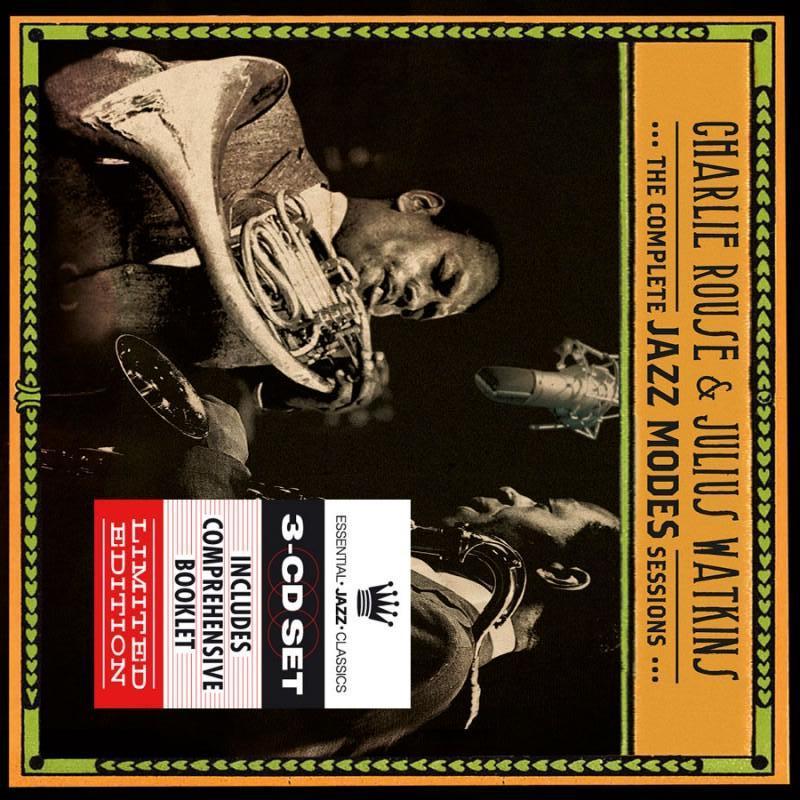 CHARLIE ROUSE & JULIUS WATKINS
... THE COMPLETE JAZZ MODES SESSIONS ...
ESSENTIAL · JAZZ · CLASSICS
3-CD SET
INCLUDES
COMPREHENSIVE
BOOKLET
LIMITED
EDITION